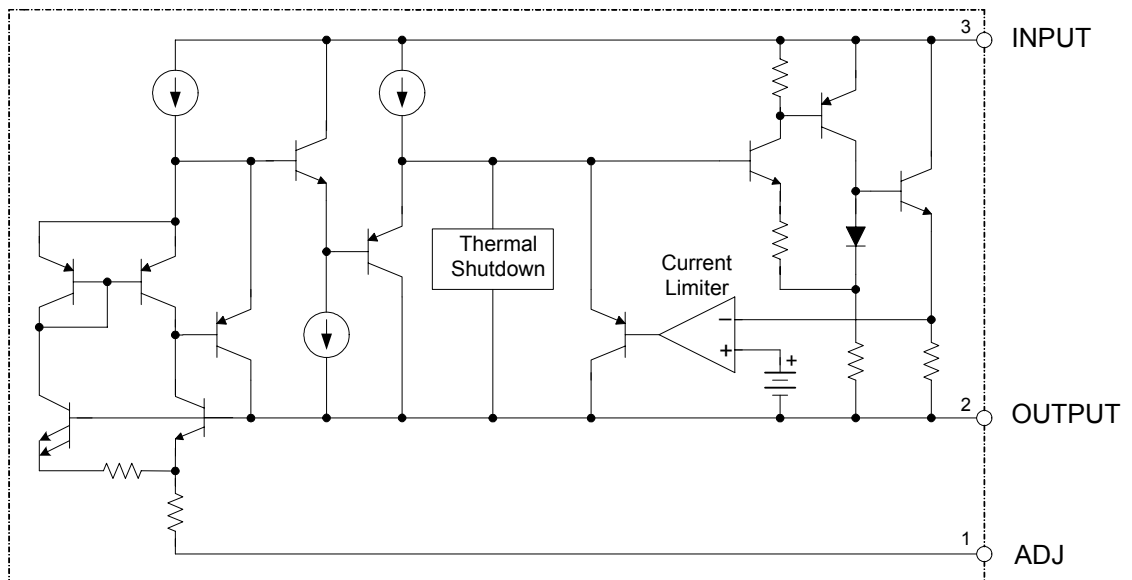 3 INPUT
Thermal
Shutdown
Current
Limiter
−
+
+
2 OUTPUT
1 ADJ